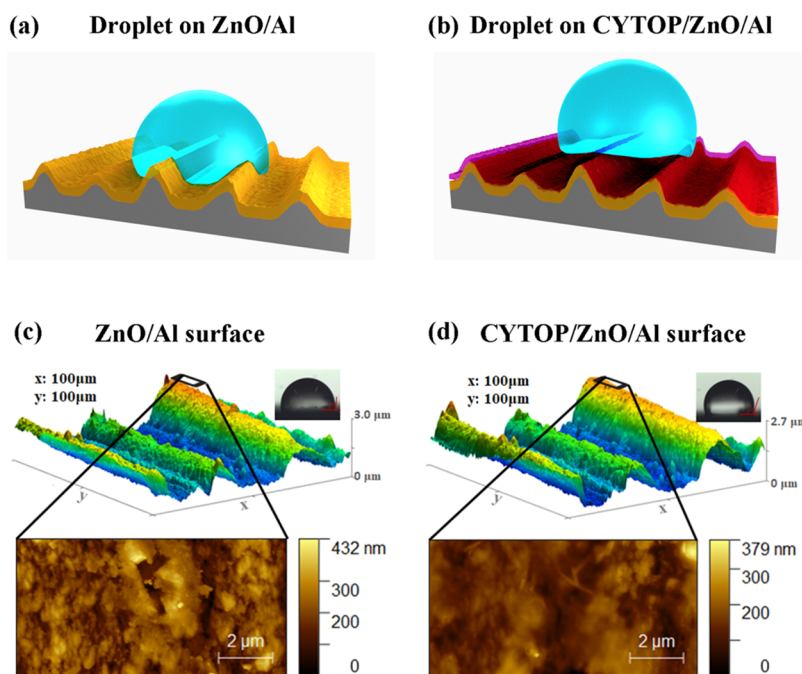 (a) Droplet on ZnO/Al
(b) Droplet on CYTOP/ZnO/Al
(c) ZnO/Al surface
x: 100μm
y: 100μm
3.0 μm
0 μm
y
x
432 nm
300
200
0
2 μm
(d) CYTOP/ZnO/Al surface
x: 100μm
y: 100μm
2.7 μm
0 μm
y
x
379 nm
300
200
0
2 μm